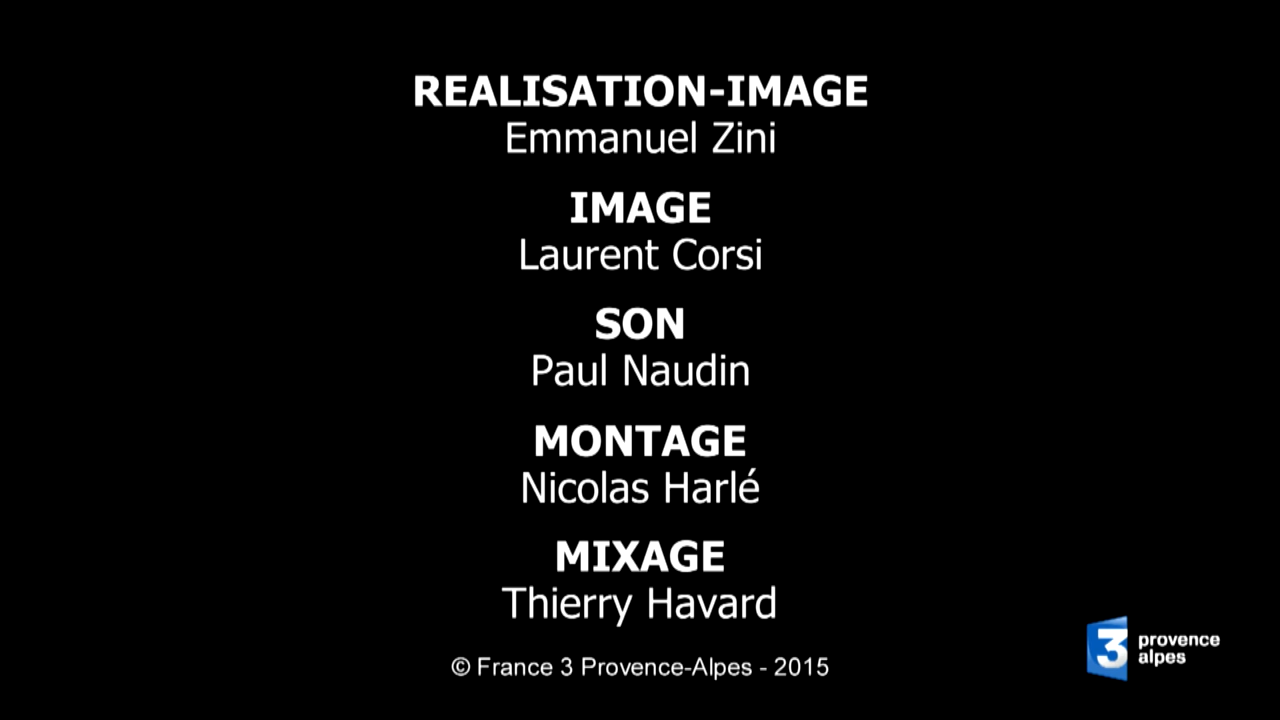 REALISATION-IMAGE
Emmanuel Zini
IMAGE
Laurent Corsi
SON
Paul Naudin
MONTAGE
Nicolas Harlé
MIXAGE
Thierry Havard
© France 3 Provence-Alpes - 2015
3 provence
alpes